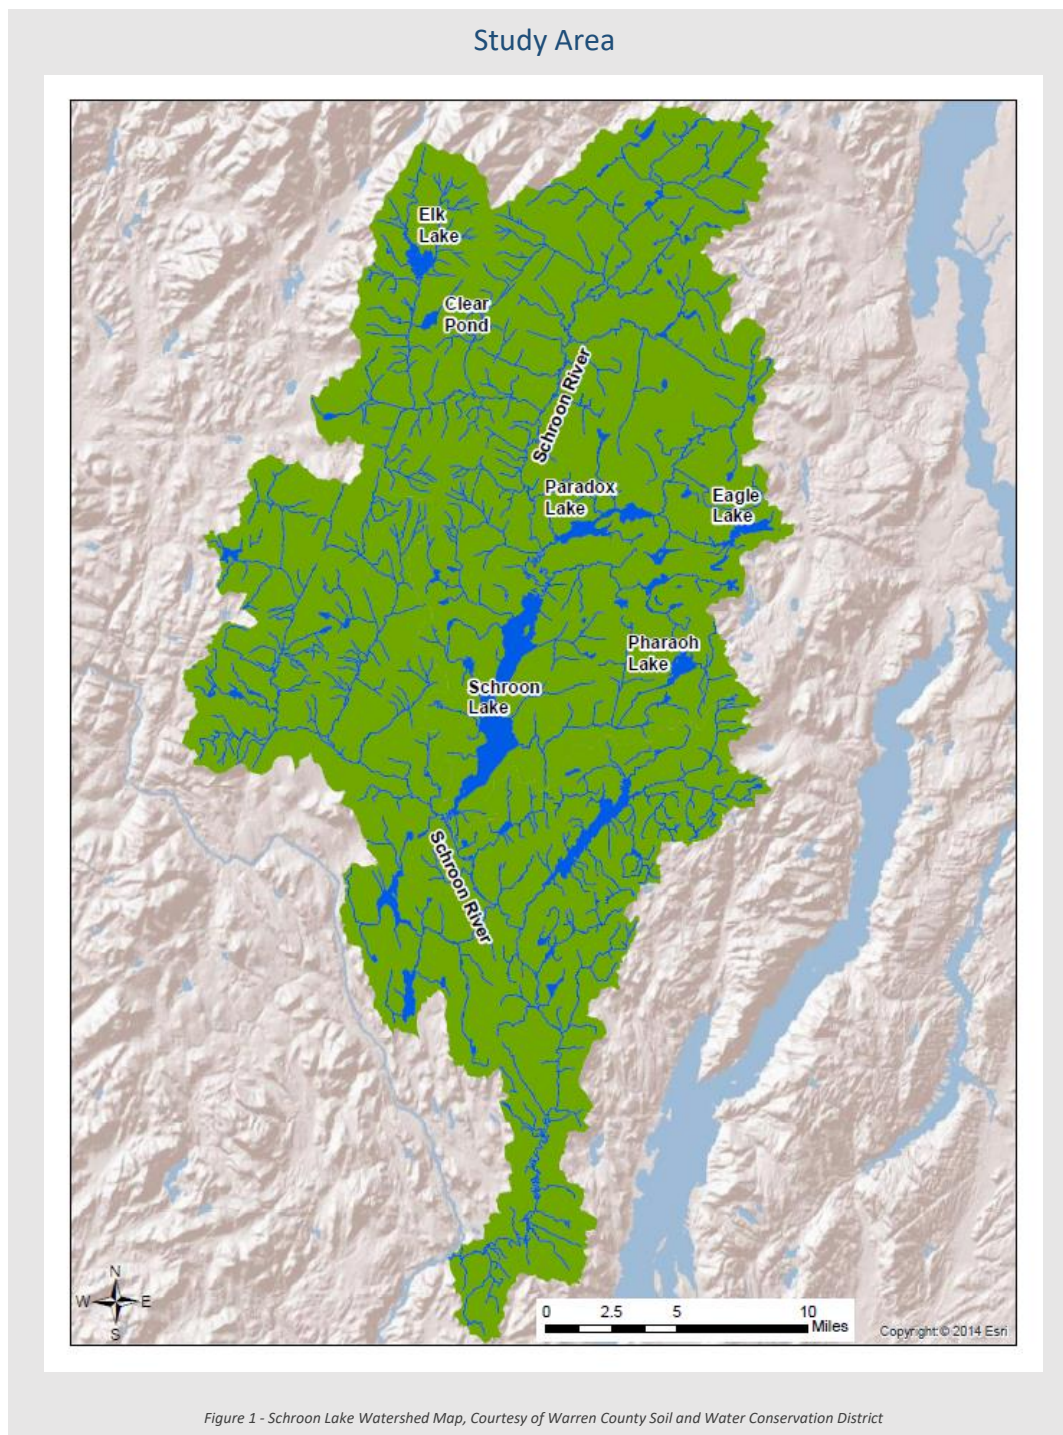 Study Area
Elk
Lake
Clear
Pond
Schroon River
Paradox
Lake
Eagle
Lake
Pharaoh
Lake
Schroon
Lake
Schroon River
N
W E
S
0 2.5 5 10
Miles
Copyright:© 2014 Esri
Figure 1 - Schroon Lake Watershed Map, Courtesy of Warren County Soil and Water Conservation District